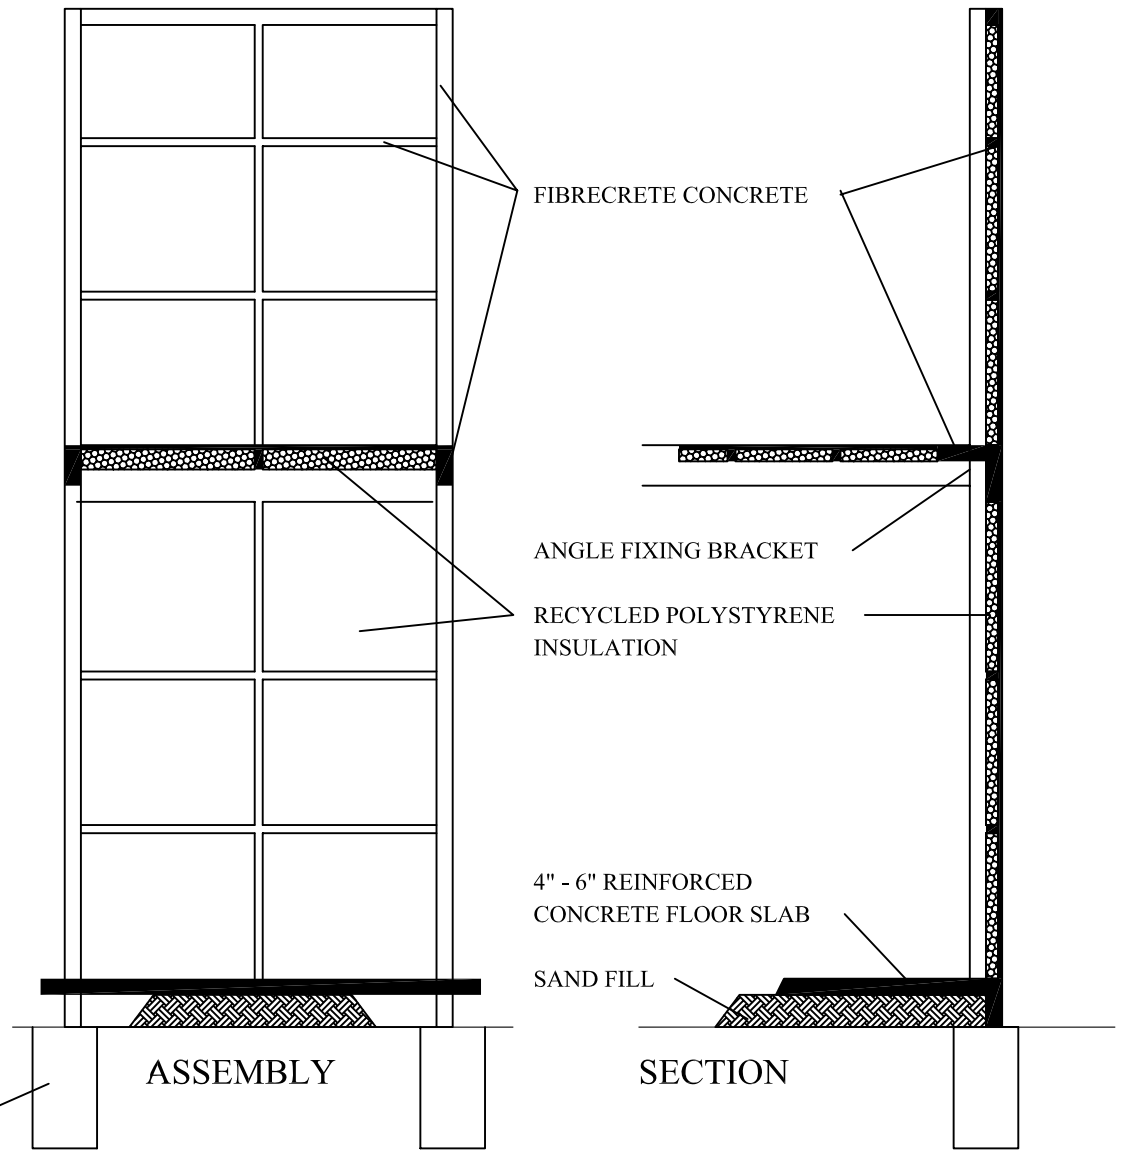 FIBRECRETE CONCRETE
ANGLE FIXING BRACKET
RECYCLED POLYSTYRENE
INSULATION
4" - 6" REINFORCED
CONCRETE FLOOR SLAB
SAND FILL
ASSEMBLY
SECTION